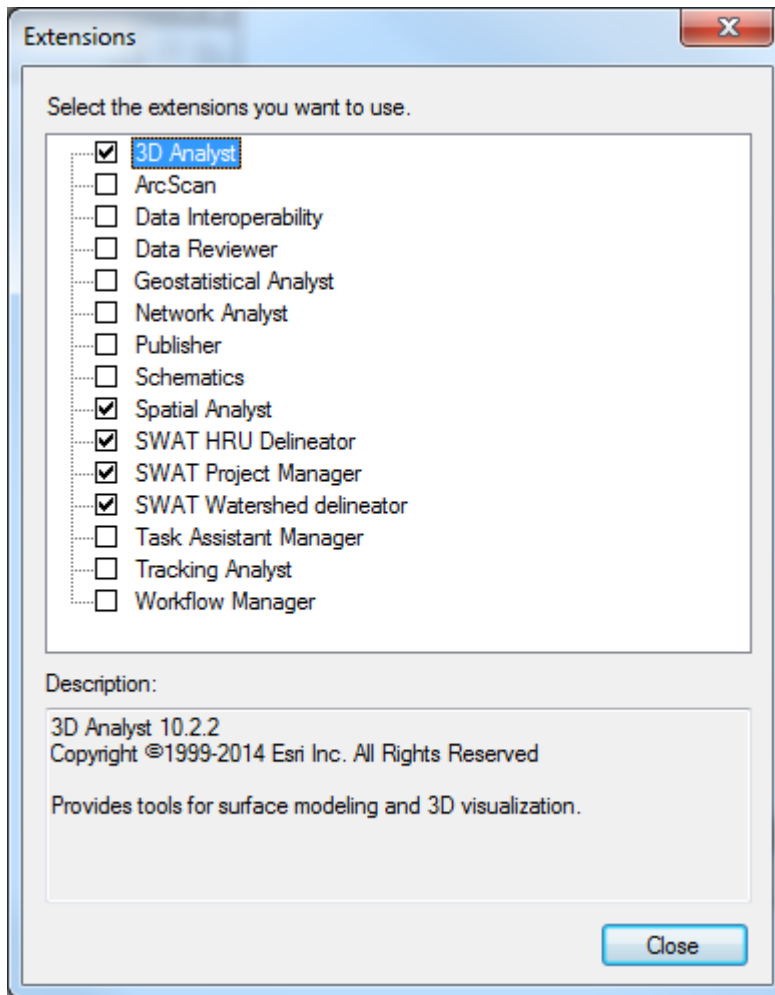 Extensions
Select the extensions you want to use.
3D Analyst
ArcScan
Data Interoperability
Data Reviewer
Geostatistical Analyst
Network Analyst
Publisher
Schematics
Spatial Analyst
SWAT HRU Delineator
SWAT Project Manager
SWAT Watershed delineator
Task Assistant Manager
Tracking Analyst
Workflow Manager
Description:
3D Analyst 10.2.2
Copyright ©1999-2014 Esri Inc. All Rights Reserved
Provides tools for surface modeling and 3D visualization.
Close